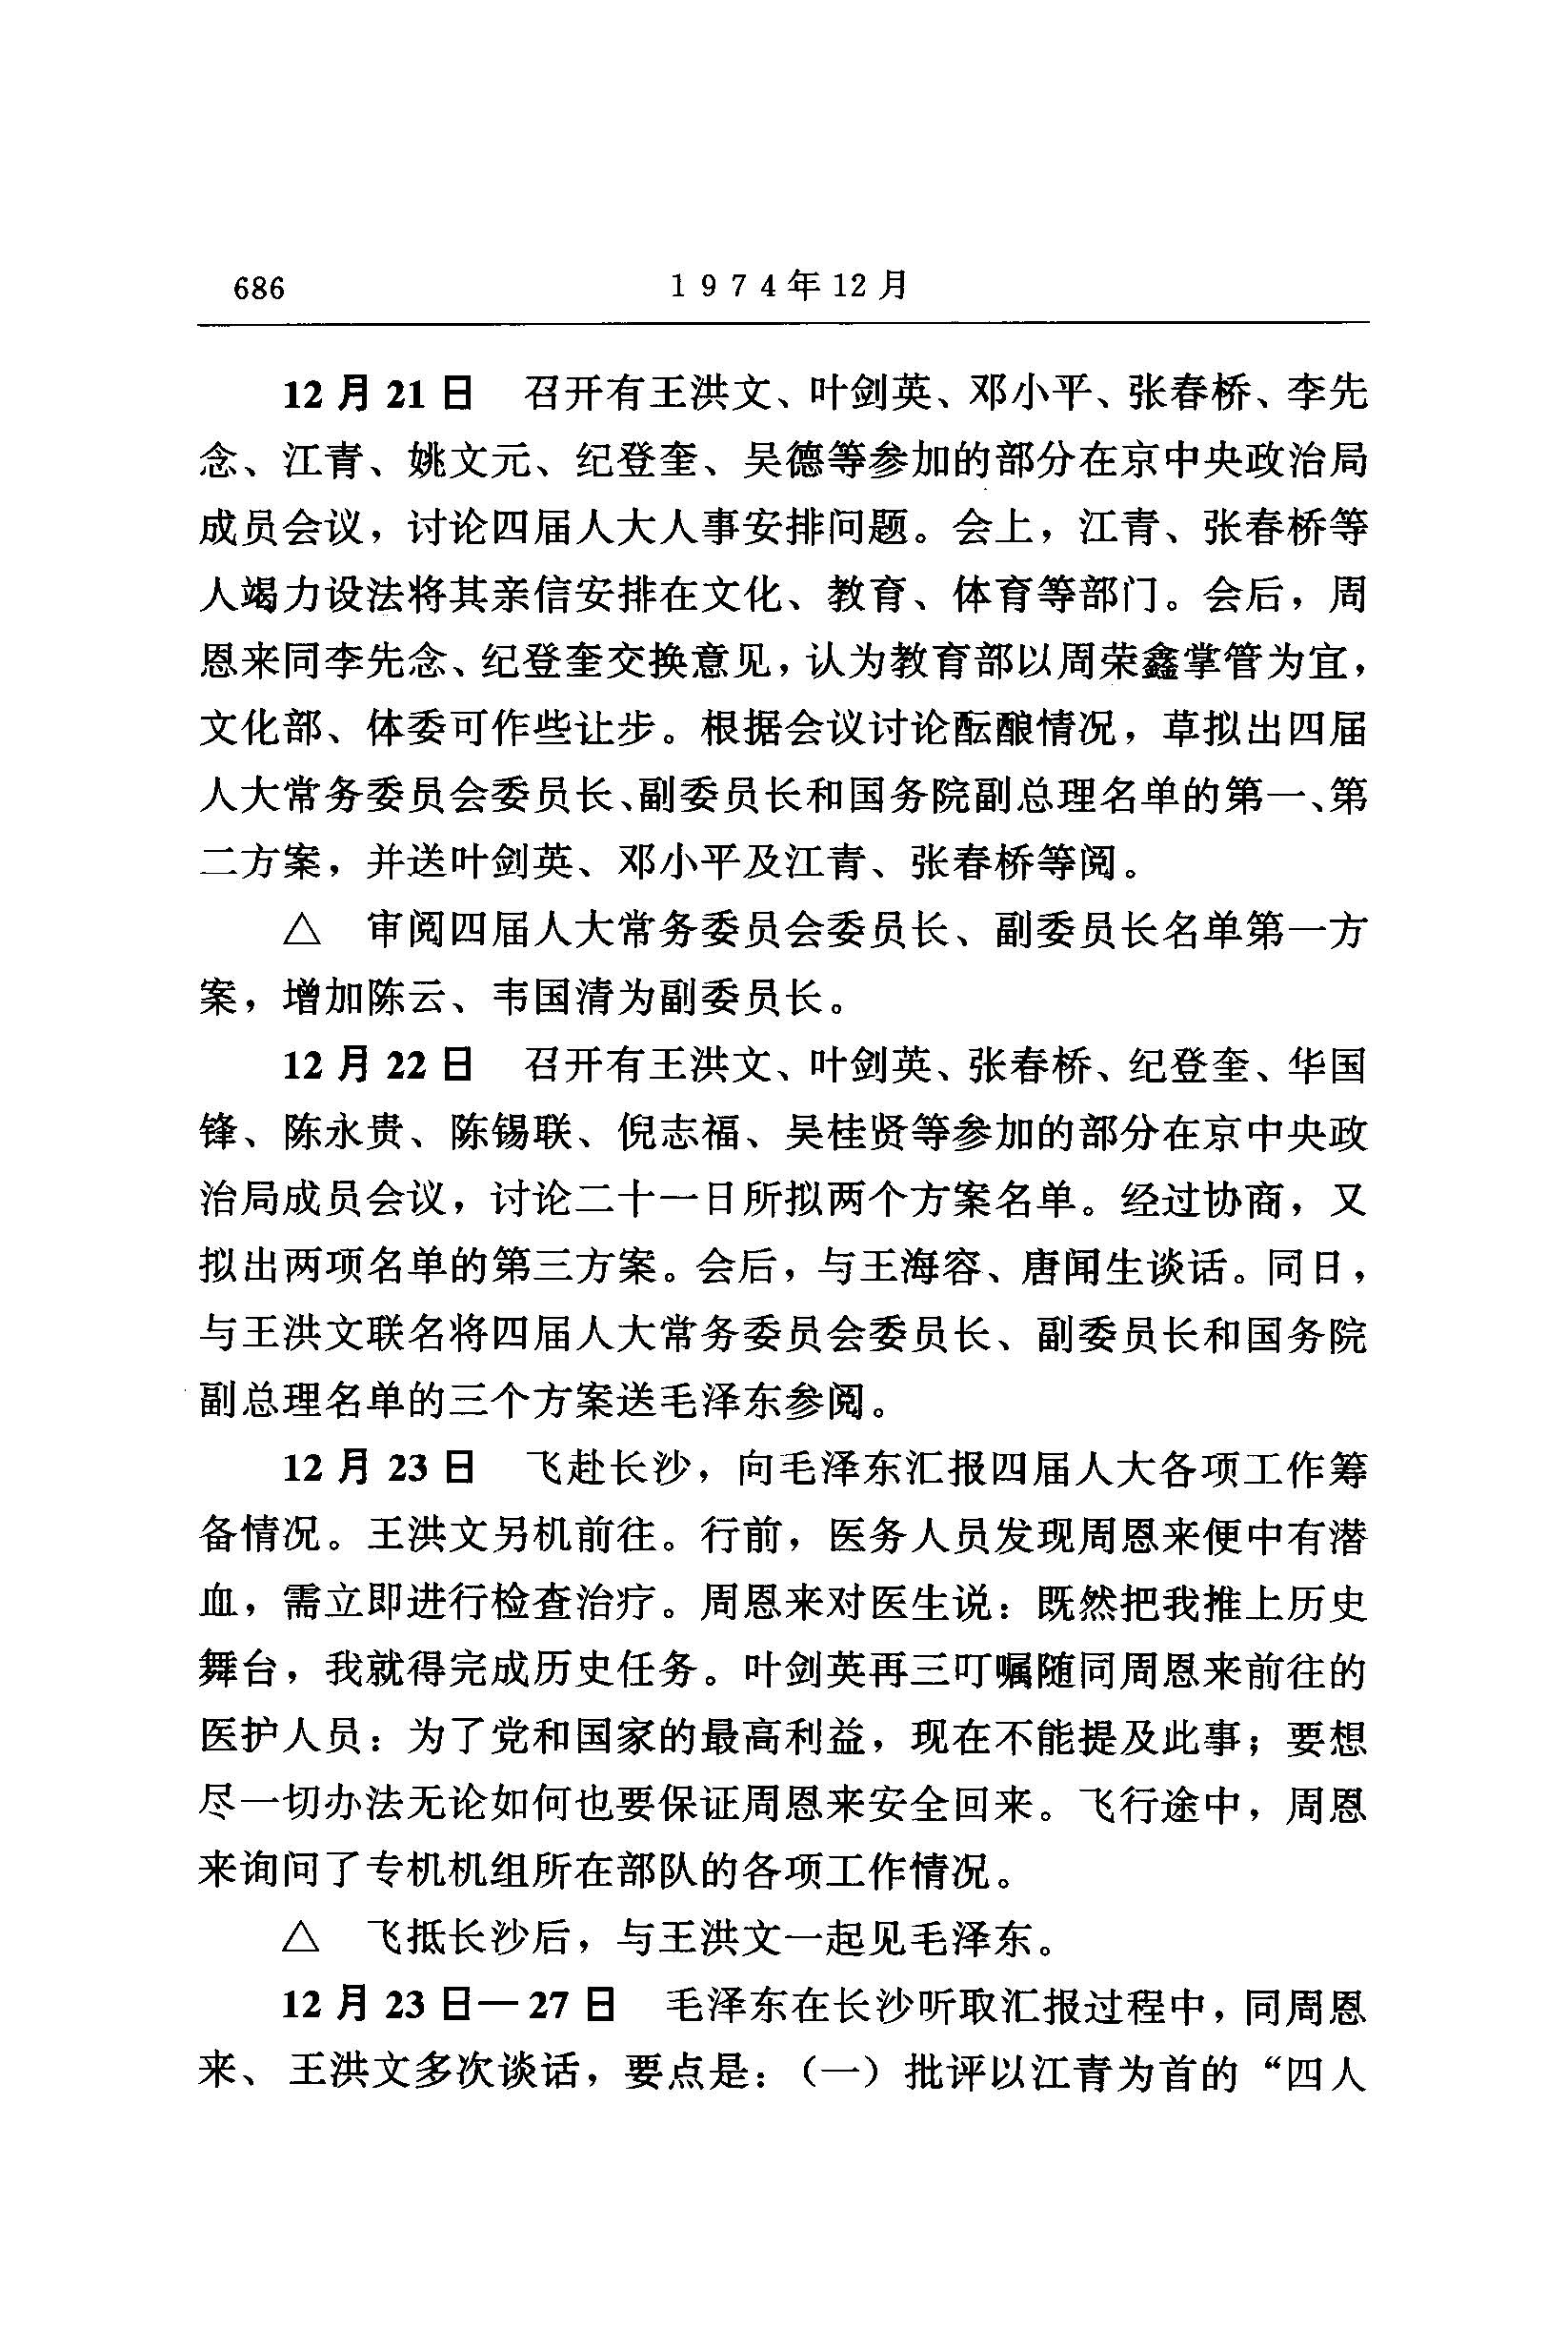 686
1974年12月
12月21日 召开有王洪文、叶剑英、邓小平、张春桥、李先
念、江青、姚文元、纪登奎、吴德等参加的部分在京中央政治局
成员会议，讨论四届人大人事安排问题。会上，江青、张春桥等
人竭力设法将其亲信安排在文化、教育、体育等部门。会后，周
恩来同李先念、纪登奎交换意见，认为教育部以周荣鑫掌管为宜，
文化部、体委可作些让步。根据会议讨论酝酿情况，草拟出四届
人大常务委员会委员长、副委员长和国务院副总理名单的第一、第
二方案，并送叶剑英、邓小平及江青、张春桥等阅。
△ 审阅四届人大常务委员会委员长、副委员长名单第一方
案，增加陈云、韦国清为副委员长。
12月22日 召开有王洪文、叶剑英、张春桥、纪登奎、华国
锋、陈永贵、陈锡联、倪志福、吴桂贤等参加的部分在京中央政
治局成员会议，讨论二十一日所拟两个方案名单。经过协商，又
拟出两项名单的第三方案。会后，与王海容、唐闻生谈话。同日，
与王洪文联名将四届人大常务委员会委员长、副委员长和国务院
副总理名单的三个方案送毛泽东参阅。
12月23日 飞赴长沙，向毛泽东汇报四届人大各项工作筹
备情况。王洪文另机前往。行前，医务人员发现周恩来便中有潜
血，需立即进行检查治疗。周恩来对医生说：既然把我推上历史
舞台，我就得完成历史任务。叶剑英再三叮嘱随同周恩来前往的
医护人员：为了党和国家的最高利益，现在不能提及此事；要想
尽一切办法无论如何也要保证周恩来安全回来。飞行途中，周恩
来询问了专机机组所在部队的各项工作情况。
△ 飞抵长沙后，与王洪文一起见毛泽东。
12月23日—27日 毛泽东在长沙听取汇报过程中，同周恩
来、王洪文多次谈话，要点是：（一）批评以江青为首的“四人